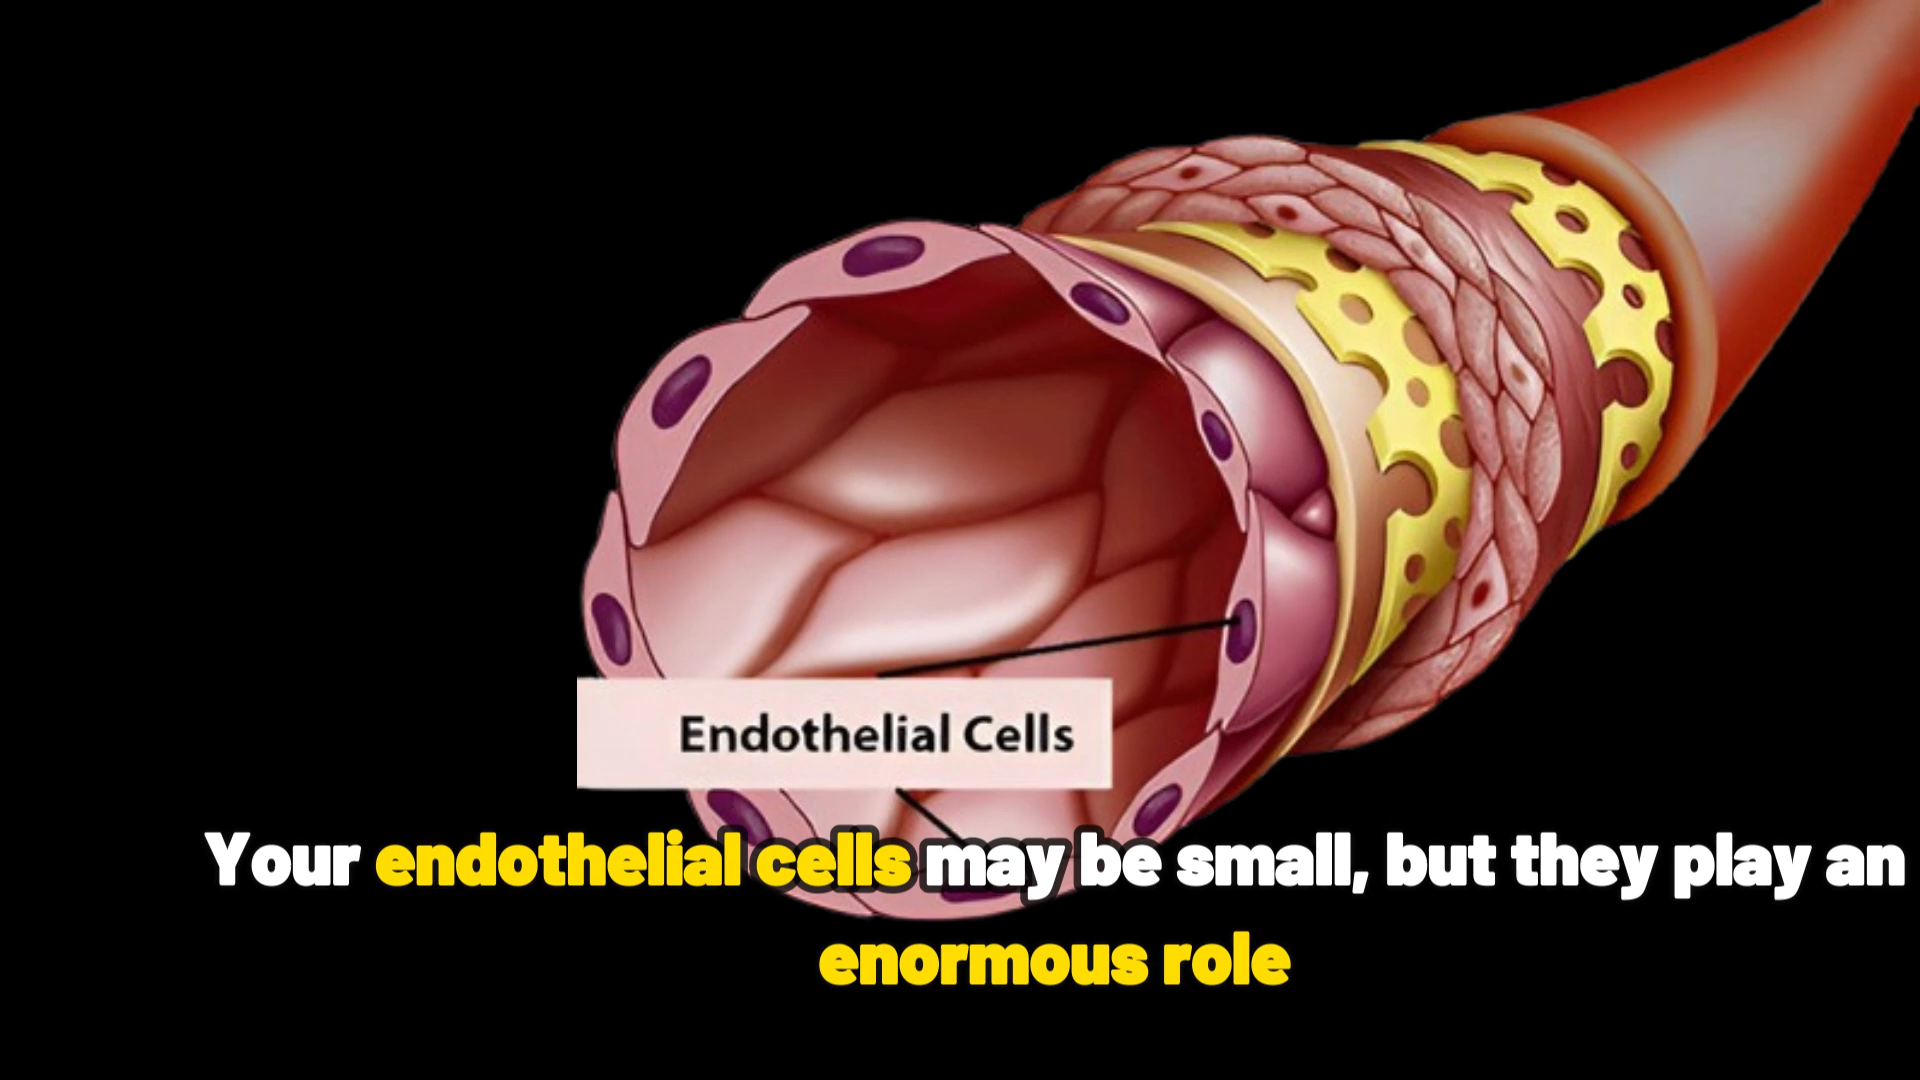 Endothelial Cells
Your endothelial cells may be small, but they play an
enormous role